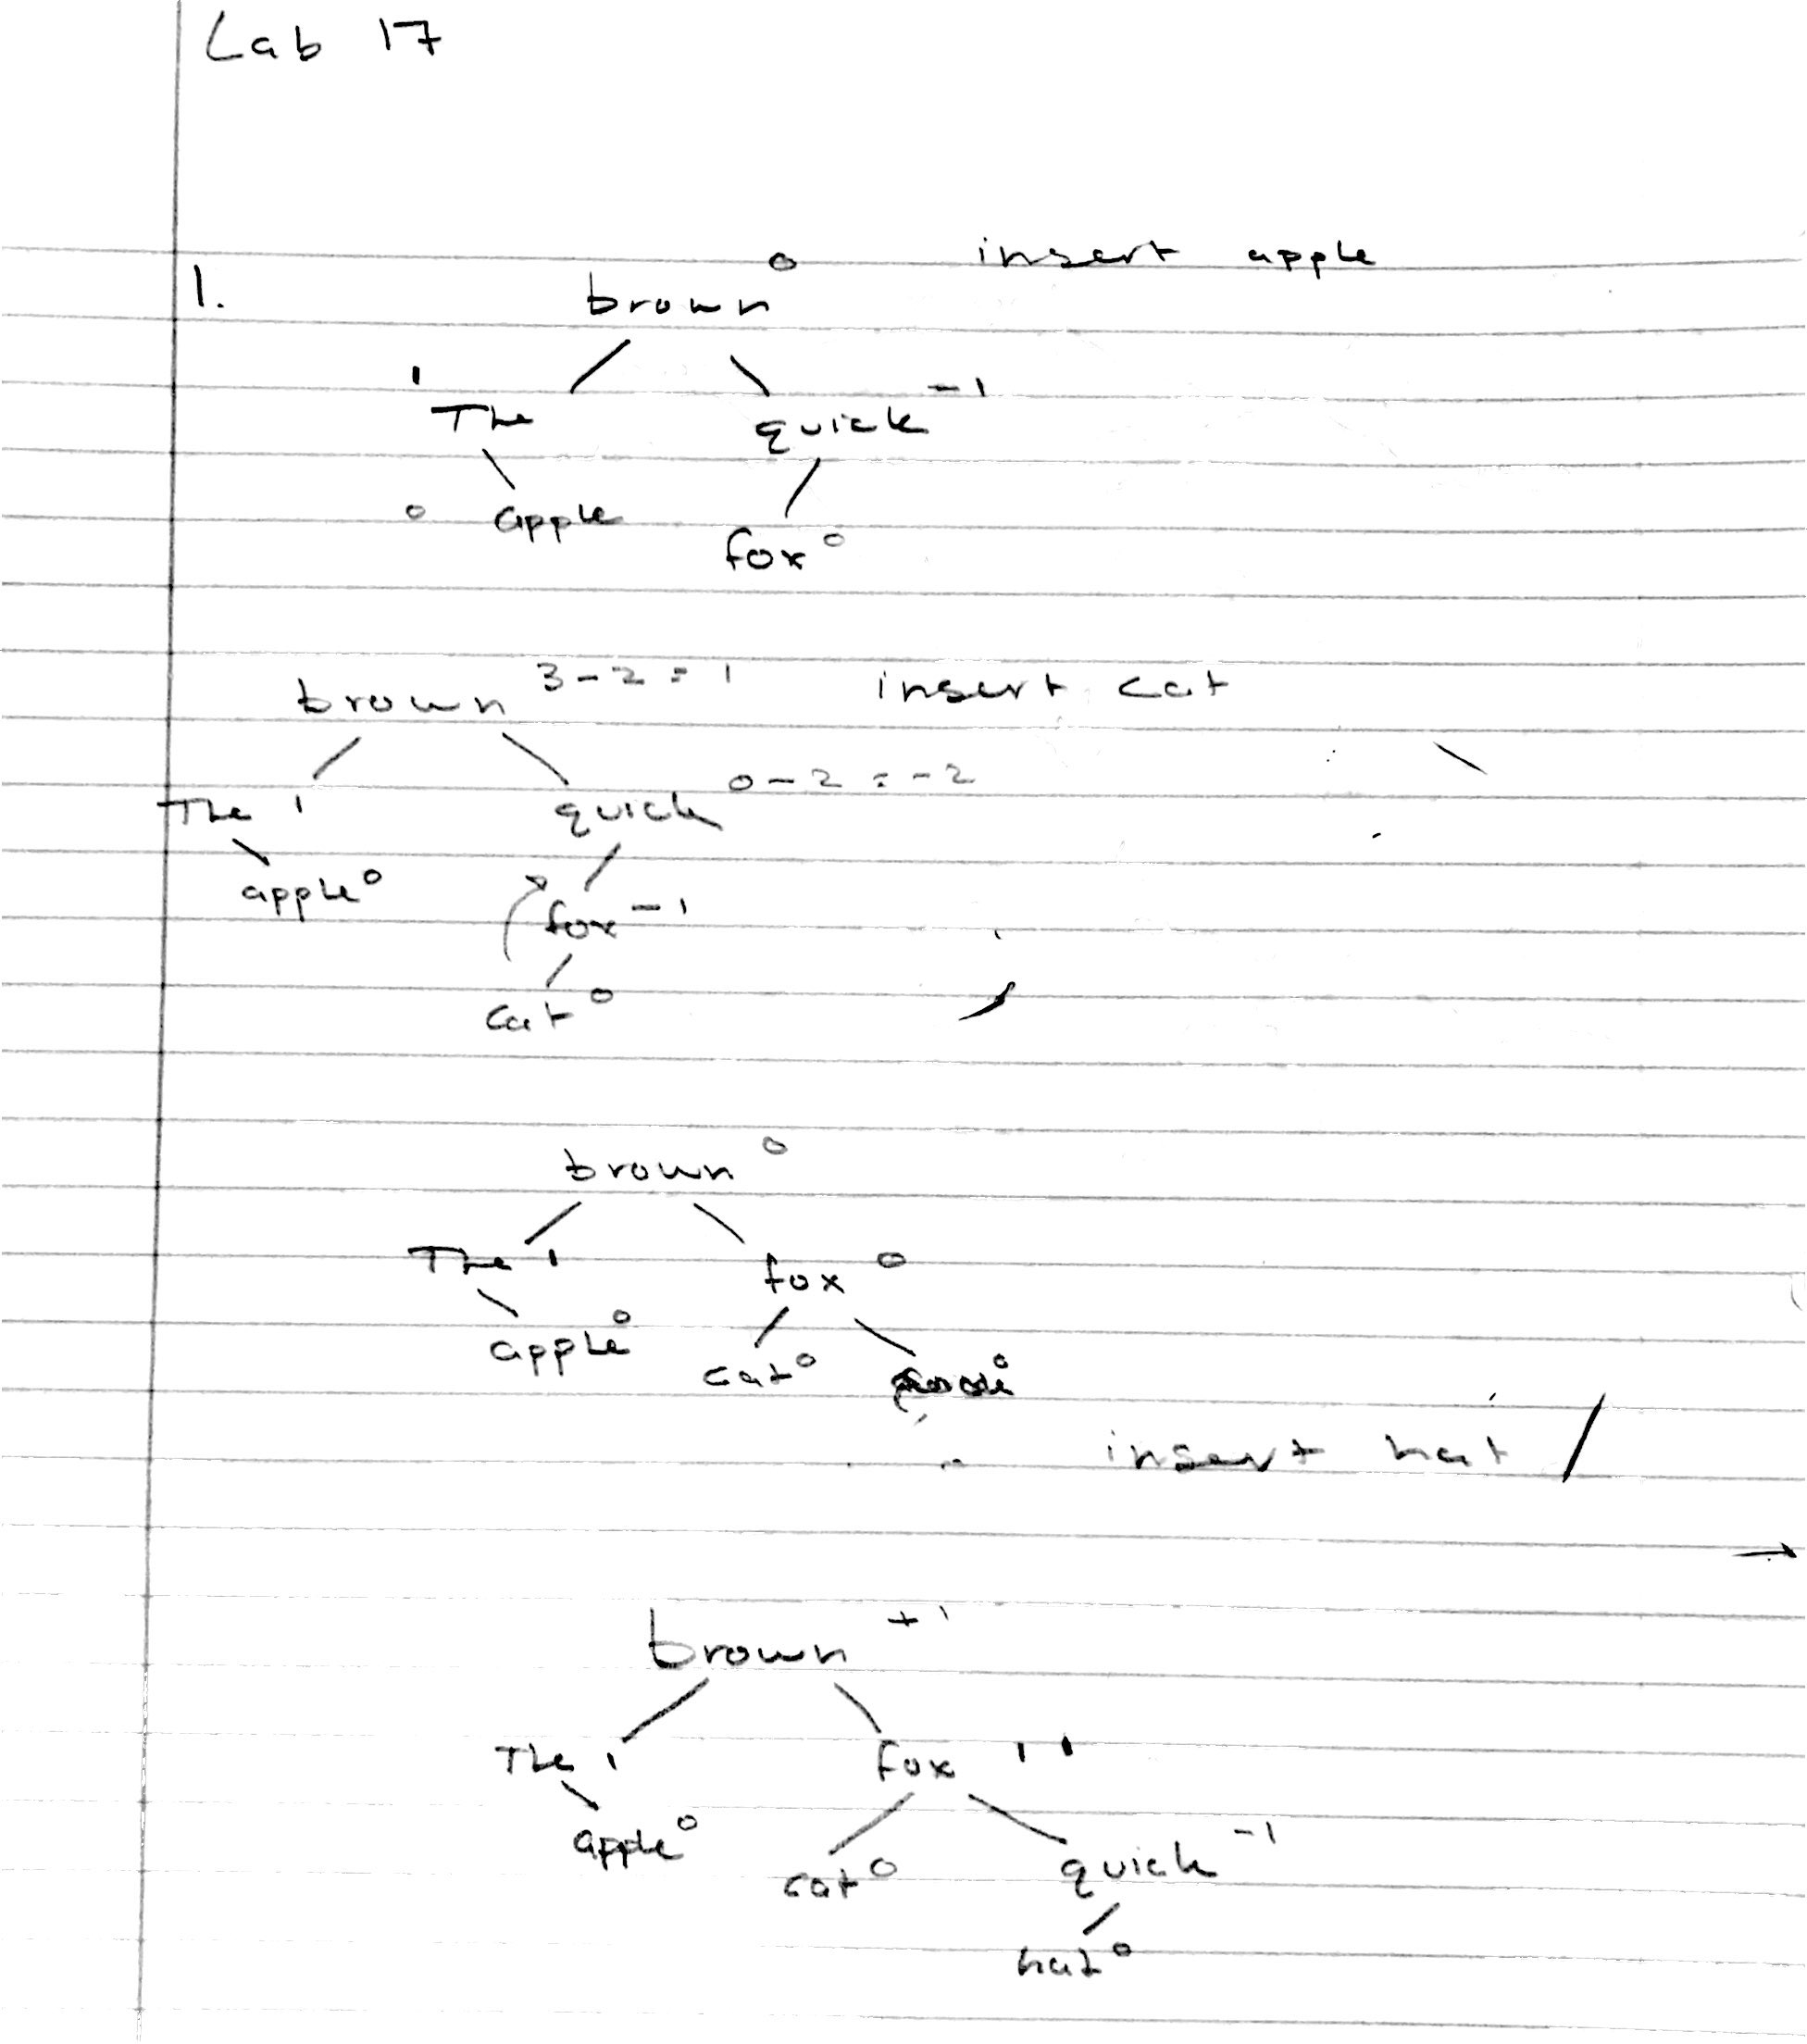 Lab 17
1. brown 0 insert apple
1 The quick -1
0 apple fox 0
brown 3-2=1 insert cat
The 1 quick 0-2=-2
apple 0 fox -1
cat 0
brown 0
The 1 fox 0
apple 0 cat 0 0
insert hat
brown +1
The 1 fox 1 1
apple 0 cat 0 quick -1
hat 0